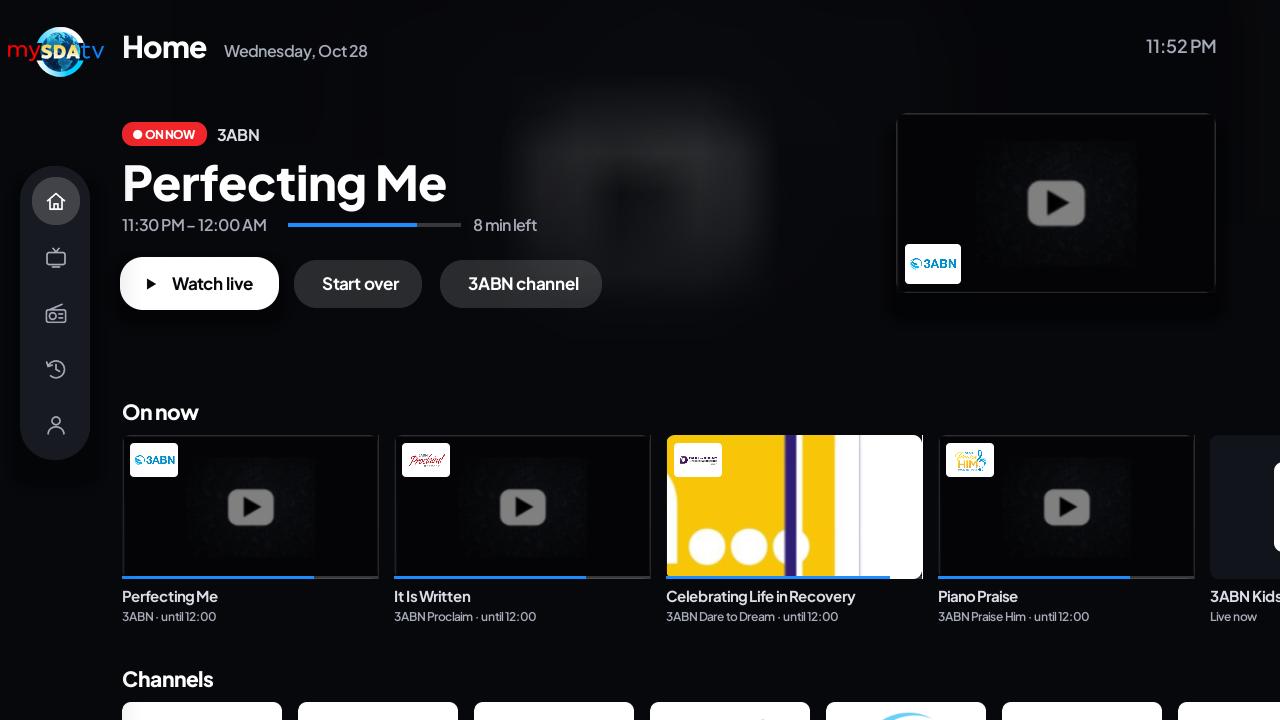 mySDAtv
Home
Wednesday, Oct 28
11:52 PM
ON NOW
3ABN
Perfecting Me
11:30 PM – 12:00 AM
8 min left
Watch live
Start over
3ABN channel
3ABN
On now
3ABN
Proclaim!
HIM
Perfecting Me
3ABN · until 12:00
It Is Written
3ABN Proclaim · until 12:00
Celebrating Life in Recovery
3ABN Dare to Dream · until 12:00
Piano Praise
3ABN Praise Him · until 12:00
3ABN Kids
Live now
Channels